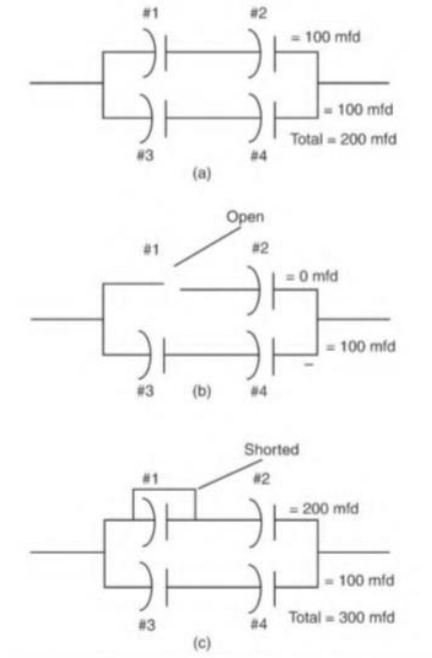 #1 #2
= 100 mfd
= 100 mfd
Total = 200 mfd
#3 #4
(a)
Open
#1 #2
= 0 mfd
= 100 mfd
#3 (b) #4
Shorted
#1 #2
= 200 mfd
= 100 mfd
#3 #4 Total = 300 mfd
(c)